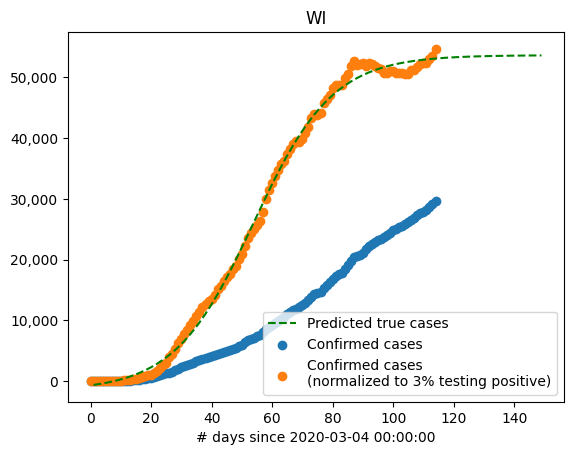 WI
50,000
40,000
30,000
20,000
10,000
0
Predicted true cases
Confirmed cases
Confirmed cases
(normalized to 3% testing positive)
0 20 40 60 80 100 120 140
# days since 2020-03-04 00:00:00